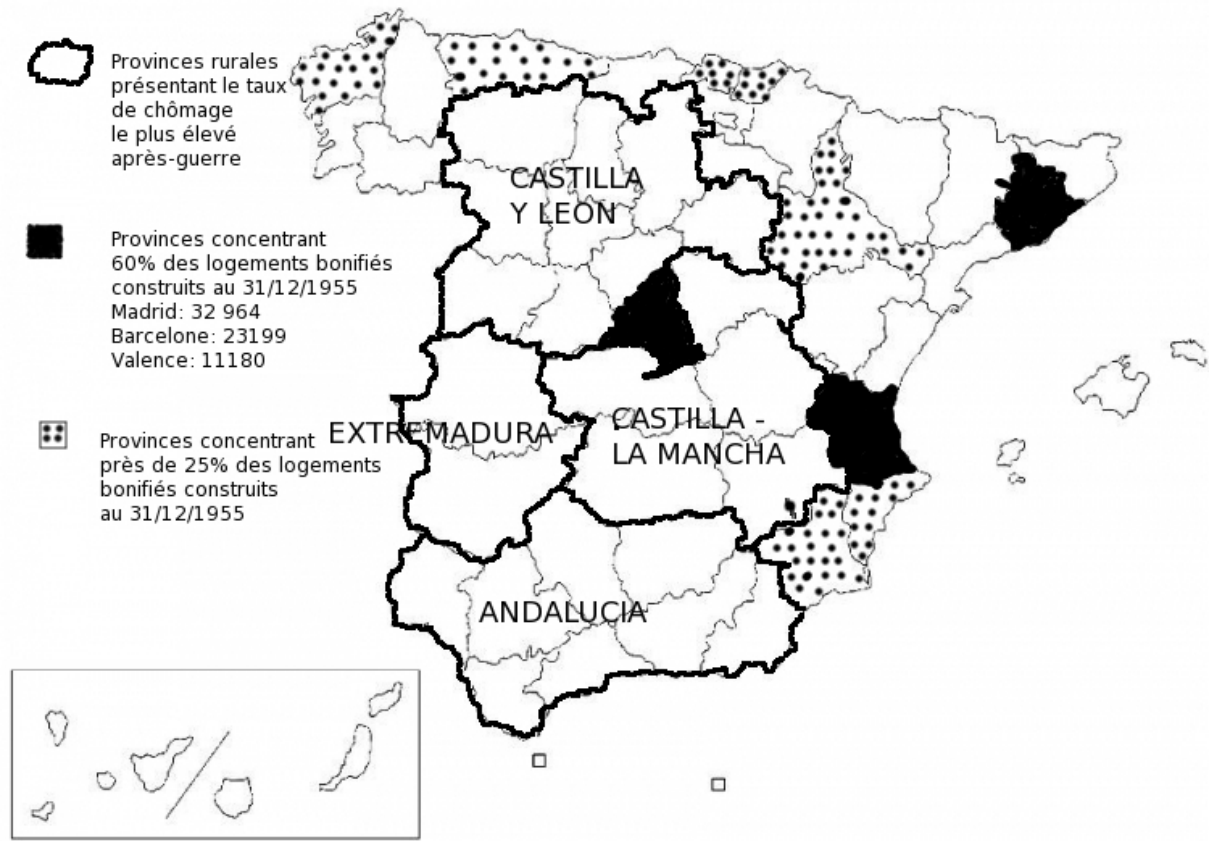 Provinces rurales
présentant le taux
de chômage
le plus élevé
après-guerre
Provinces concentrant
60% des logements bonifiés
construits au 31/12/1955
Madrid: 32 964
Barcelone: 23199
Valence: 11180
Provinces concentrant
près de 25% des logements
bonifiés construits
au 31/12/1955
CASTILLA
Y LEON
EXTREMADURA
CASTILLA -
LA MANCHA
ANDALUCIA